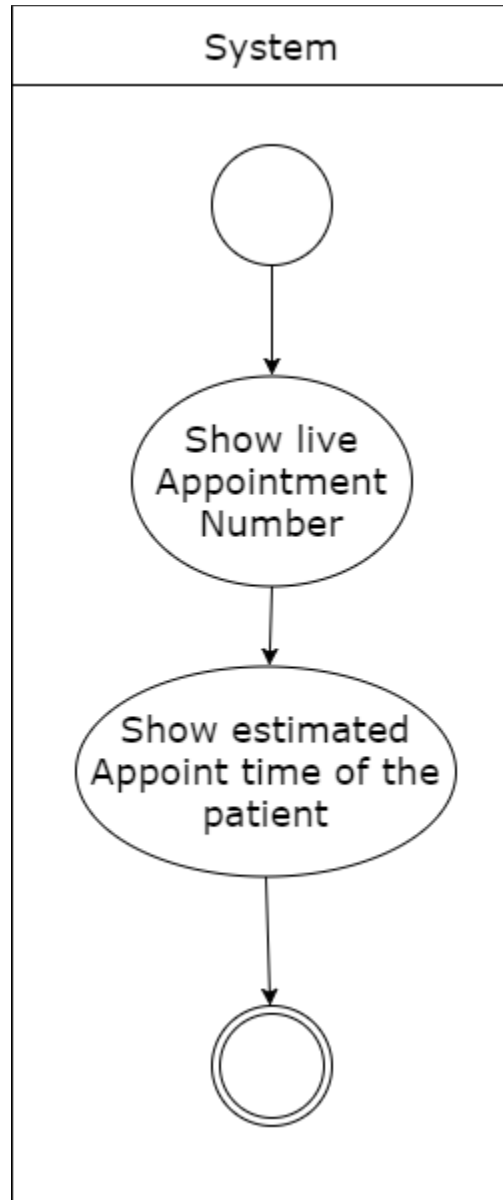 System
Show live
Appointment
Number
Show estimated
Appoint time of the
patient